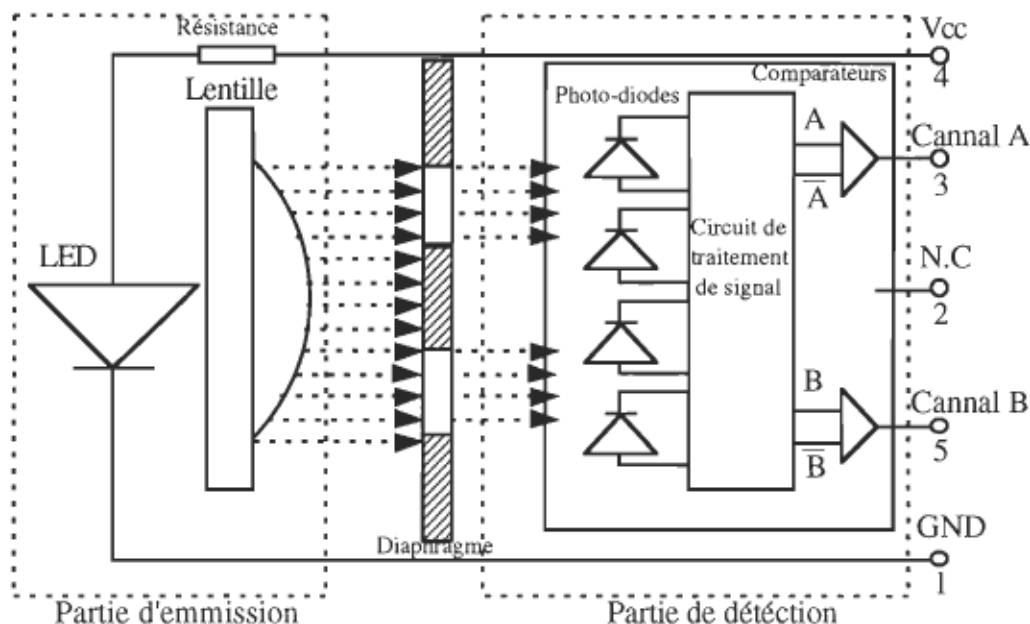 Résistance
Lentille
LED
Partie d'emmission
Diaphragme
Photo-diodes
Comparateurs
Circuit de
traitement
de signal
A
A̅
B
B̅
Vcc
4
Cannal A
3
N.C
2
Cannal B
5
GND
1
Partie de détéction